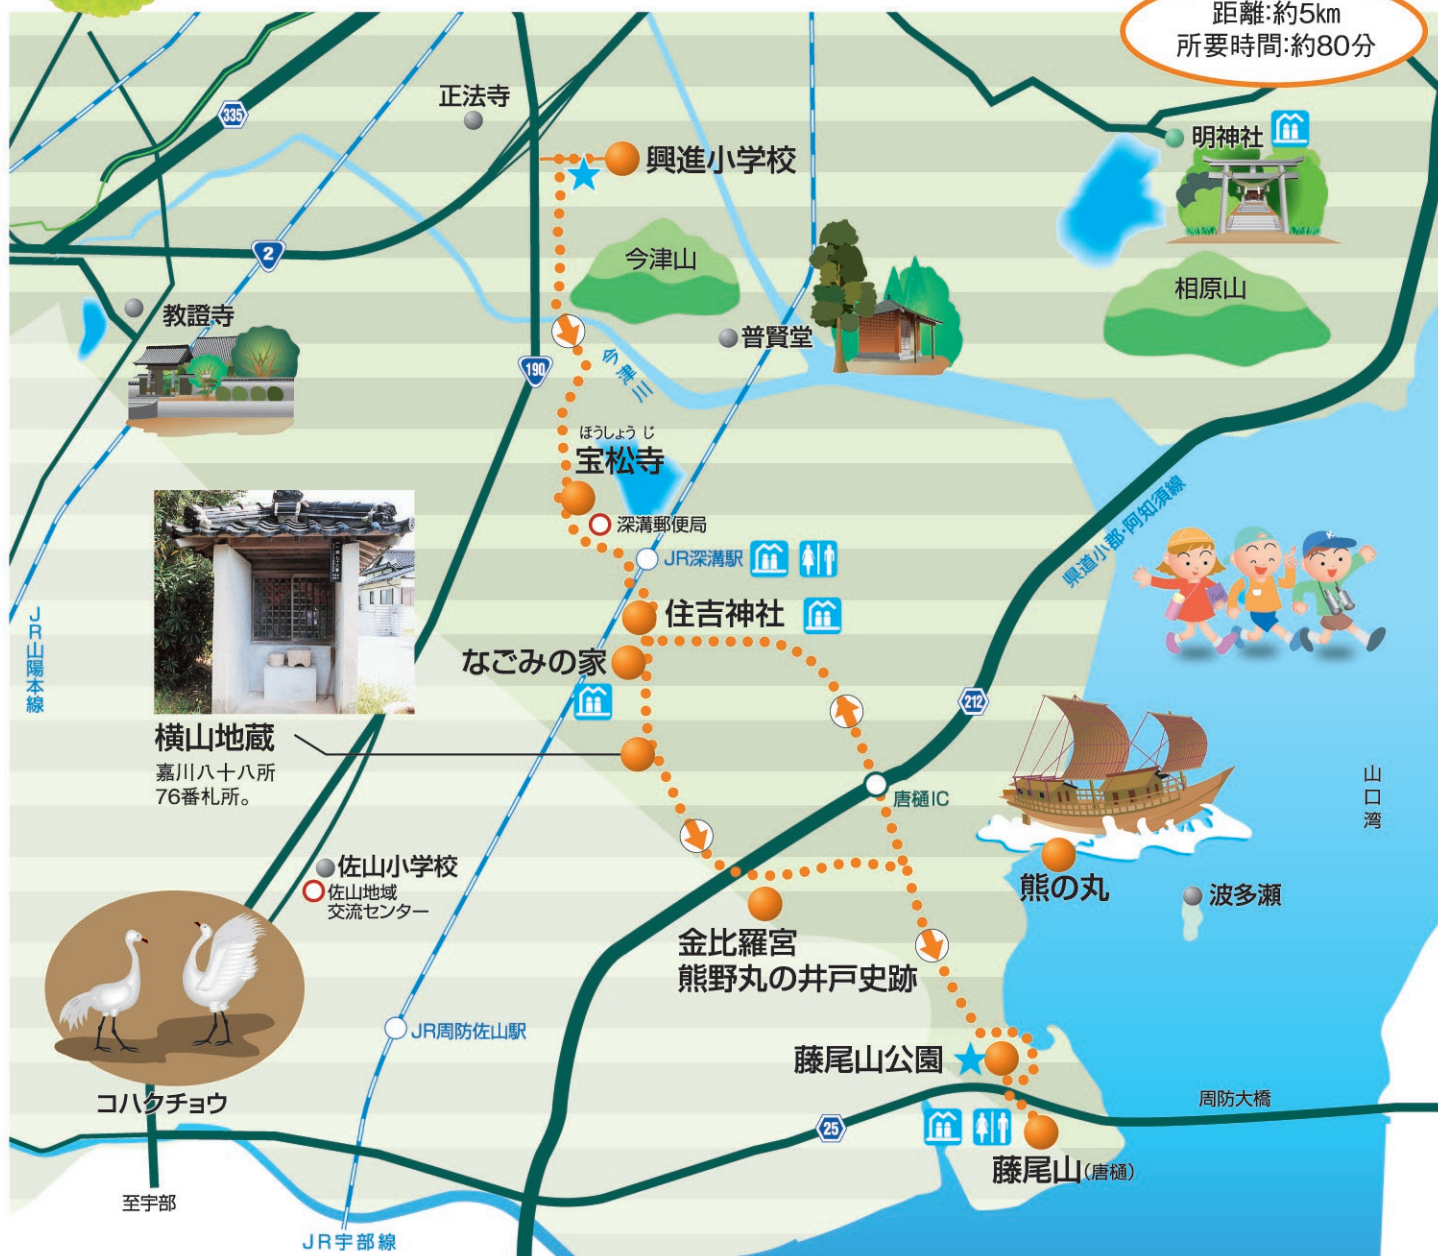 距離:約5km
所要時間:約80分
正法寺
335
明神社
興進小学校
今津山
相原山
2
教證寺
普賢堂
190
今津川
ほうしょうじ
宝松寺
県道小郡・阿知須線
深溝郵便局
JR深溝駅
住吉神社
JR山陽本線
なごみの家
212
横山地蔵
嘉川八十八所
76番札所。
唐樋IC
山口湾
佐山小学校
佐山地域
交流センター
熊の丸
波多瀬
金比羅宮
熊野丸の井戸史跡
JR周防佐山駅
藤尾山公園
コハクチョウ
周防大橋
25
藤尾山(唐樋)
至宇部
JR宇部線